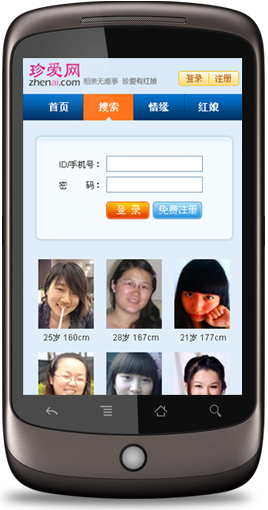 珍爱网
zhenai.com 相亲无难事 珍爱有红娘
登录 注册
首页 搜索 情缘 红娘
ID/手机号：
密 码：
登 录 免费注册
25岁 160cm 28岁 167cm 21岁 177cm